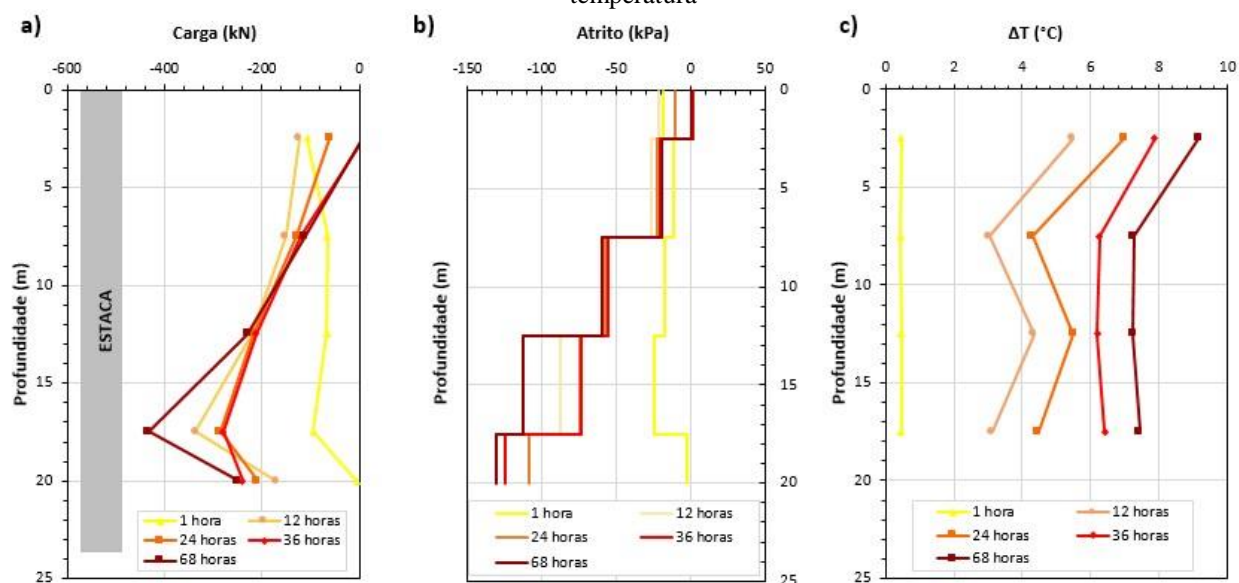 temperatura
a)
Carga (kN)
-600 -400 -200 0
0
5
10
15
20
25
Profundidade (m)
ESTACA
1 hora 12 horas
24 horas 36 horas
68 horas
b)
Atrito (kPa)
-150 -100 -50 0 50
0
5
10
15
20
25
1 hora 12 horas
24 horas 36 horas
68 horas
c)
ΔT (°C)
0 2 4 6 8 10
0
5
10
15
20
25
Profundidade (m)
1 hora 12 horas
24 horas 36 horas
68 horas